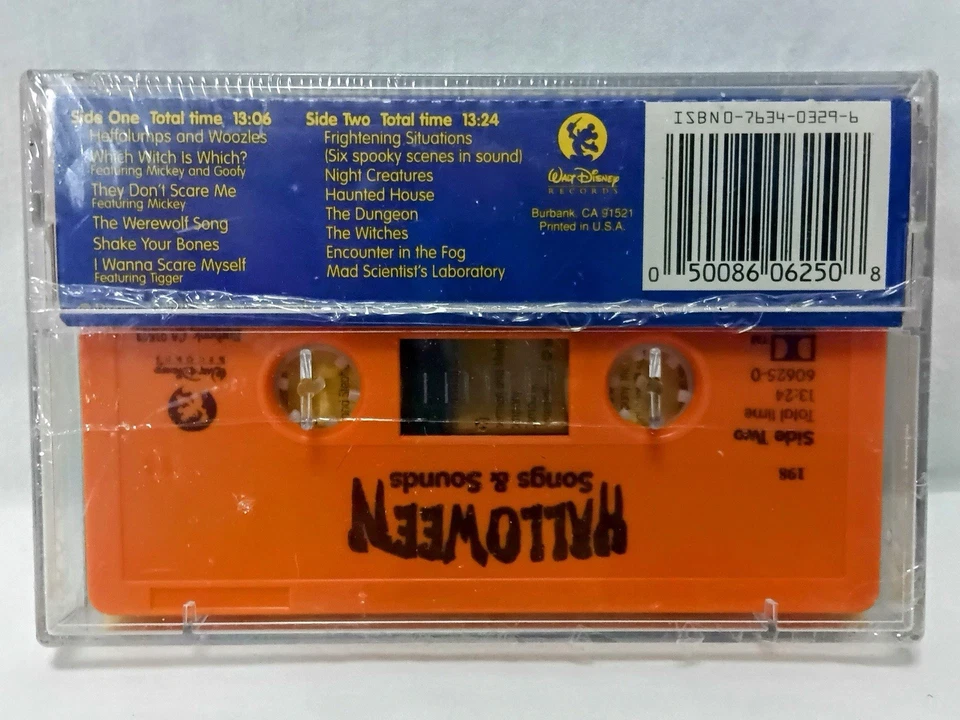 Side One Total time 13:06
Heffalumps and Woozles
Which Witch Is Which?
Featuring Mickey and Goofy
They Don't Scare Me
Featuring Mickey
The Werewolf Song
Shake Your Bones
I Wanna Scare Myself
Featuring Tigger
Side Two Total time 13:24
Frightening Situations
(Six spooky scenes in sound)
Night Creatures
Haunted House
The Dungeon
The Witches
Encounter in the Fog
Mad Scientist's Laboratory
WALT DISNEY
RECORDS
Burbank, CA 91521
Printed in U.S.A.
ISBN 0-7634-0329-6
0 50086 06250 8
HALLOWEEN
Songs & Sounds
198
Side Two
Total time
13:24
60625-0
WALT DISNEY
RECORDS